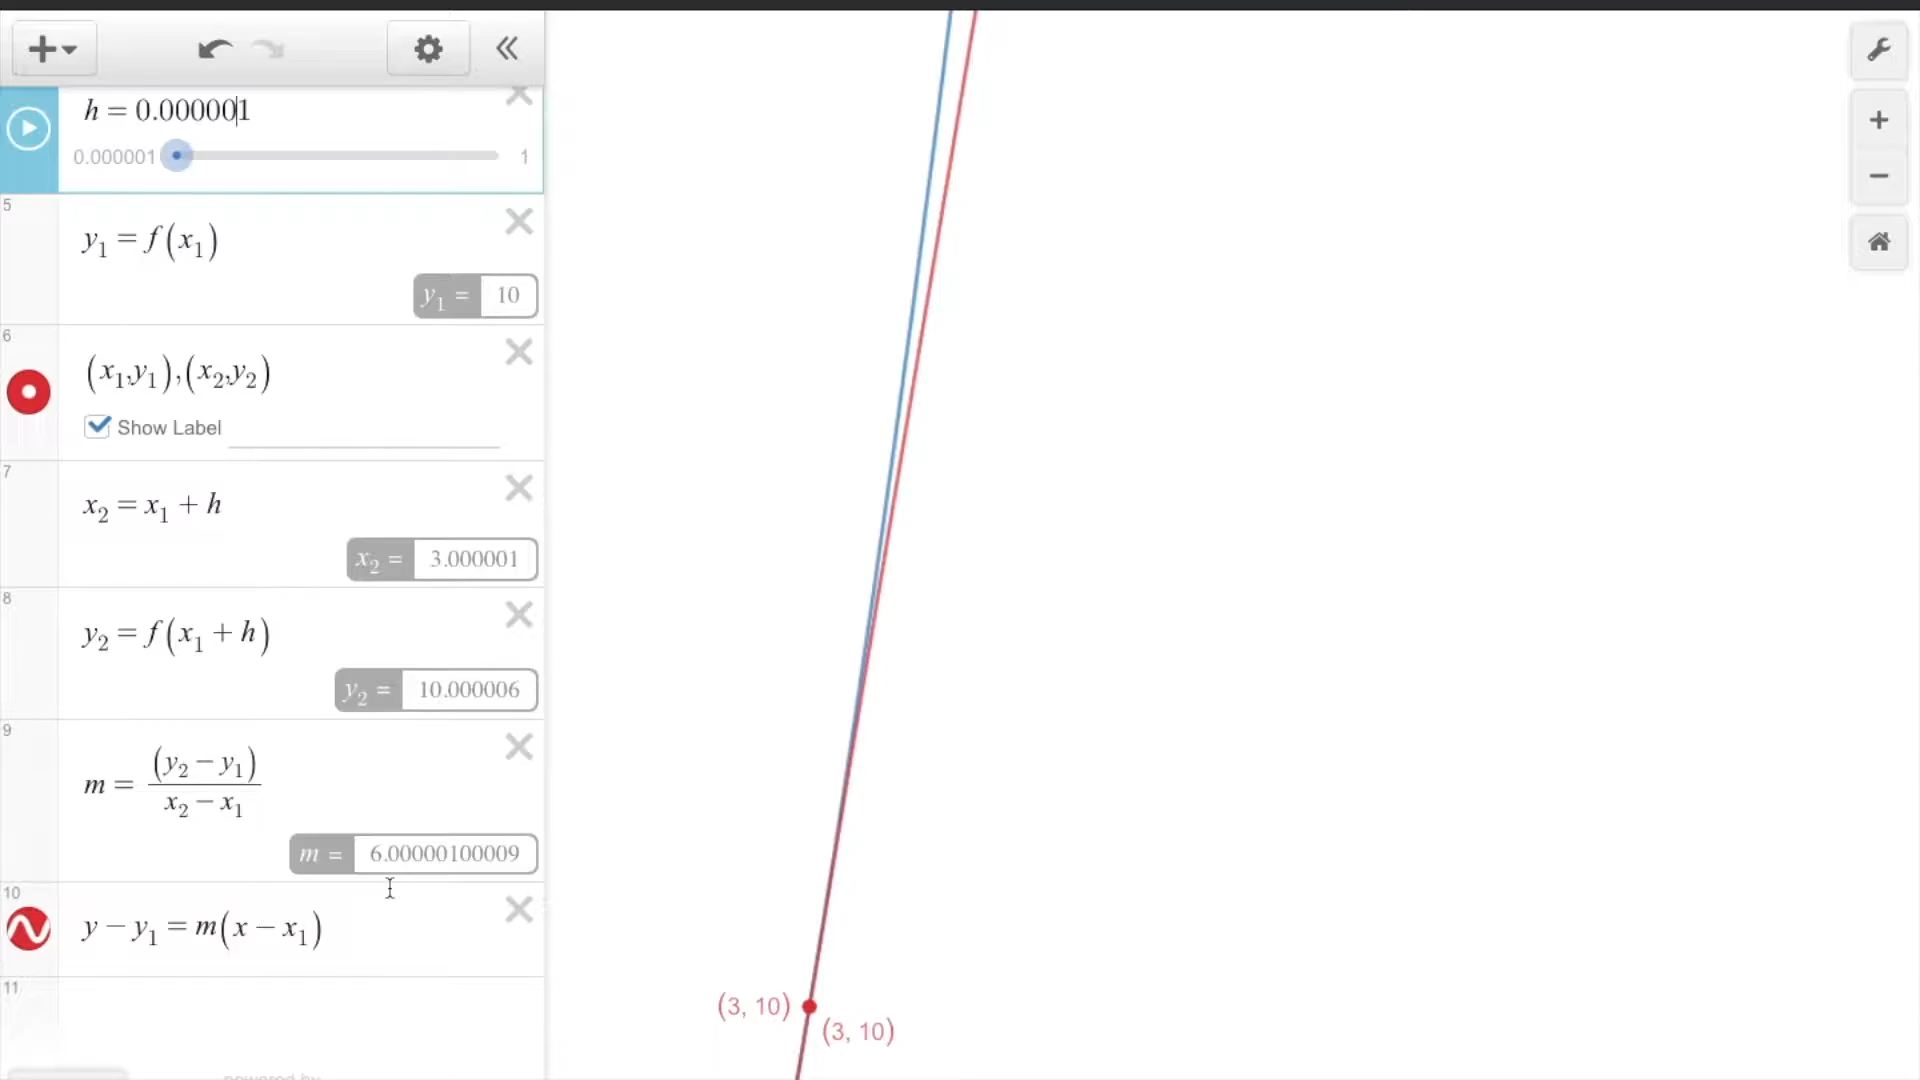 h = 0.000001
0.000001 1
5
y₁ = f(x₁)
y₁ = 10
6
(x₁,y₁),(x₂,y₂)
Show Label
7
x₂ = x₁ + h
x₂ = 3.000001
8
y₂ = f(x₁ + h)
y₂ = 10.000006
9
m = (y₂ − y₁) / x₂ − x₁
m = 6.00000100009
10
y − y₁ = m(x − x₁)
11
powered by
(3, 10)
(3, 10)